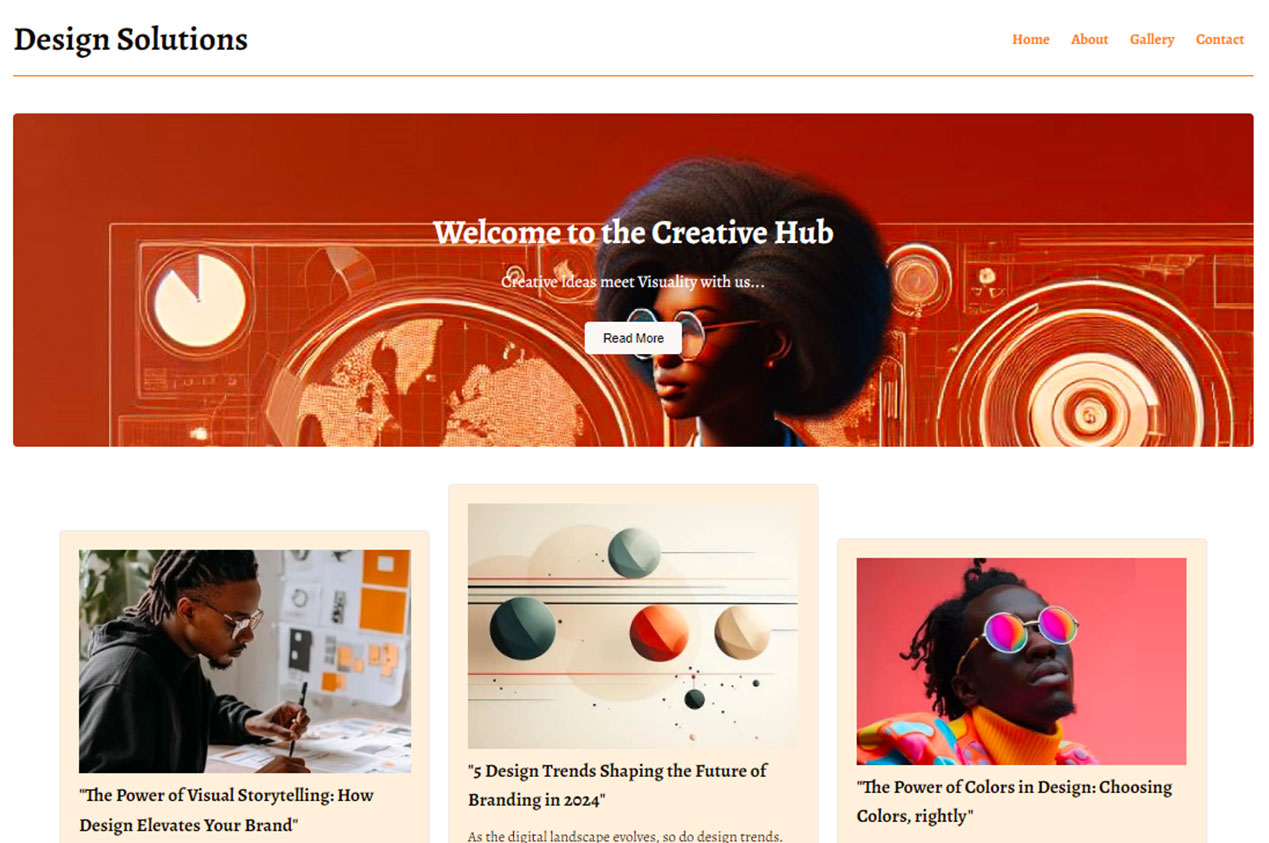 Design Solutions
Home About Gallery Contact
Welcome to the Creative Hub
Creative ideas meet Visuality with us...
Read More
"The Power of Visual Storytelling: How
Design Elevates Your Brand"
"5 Design Trends Shaping the Future of
Branding in 2024"
As the digital landscape evolves, so do design trends.
"The Power of Colors in Design: Choosing
Colors, rightly"